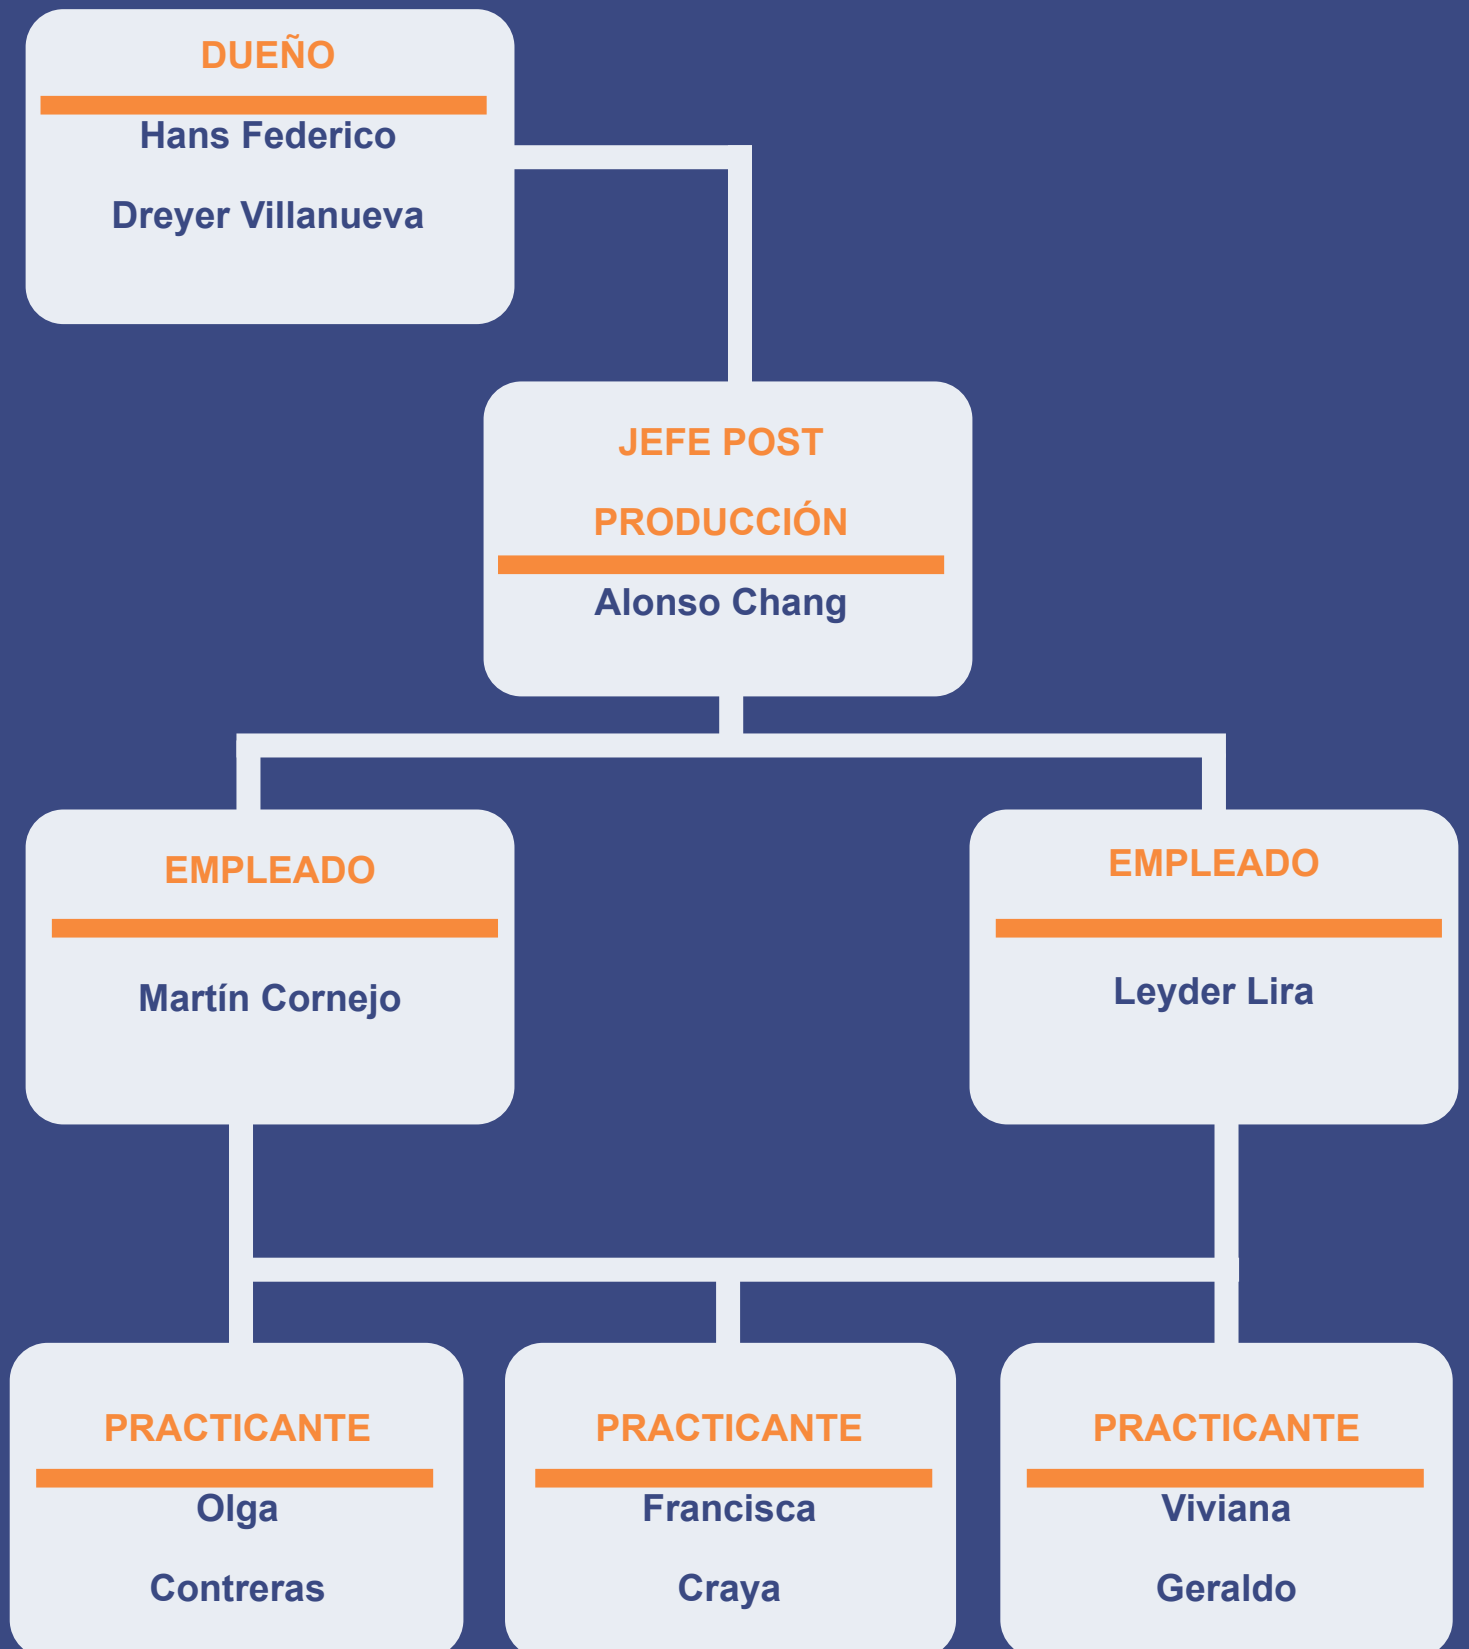 DUEÑO
Hans Federico
Dreyer Villanueva
JEFE POST
PRODUCCIÓN
Alonso Chang
EMPLEADO
Martín Cornejo
EMPLEADO
Leyder Lira
PRACTICANTE
Olga
Contreras
PRACTICANTE
Francisca
Craya
PRACTICANTE
Viviana
Geraldo